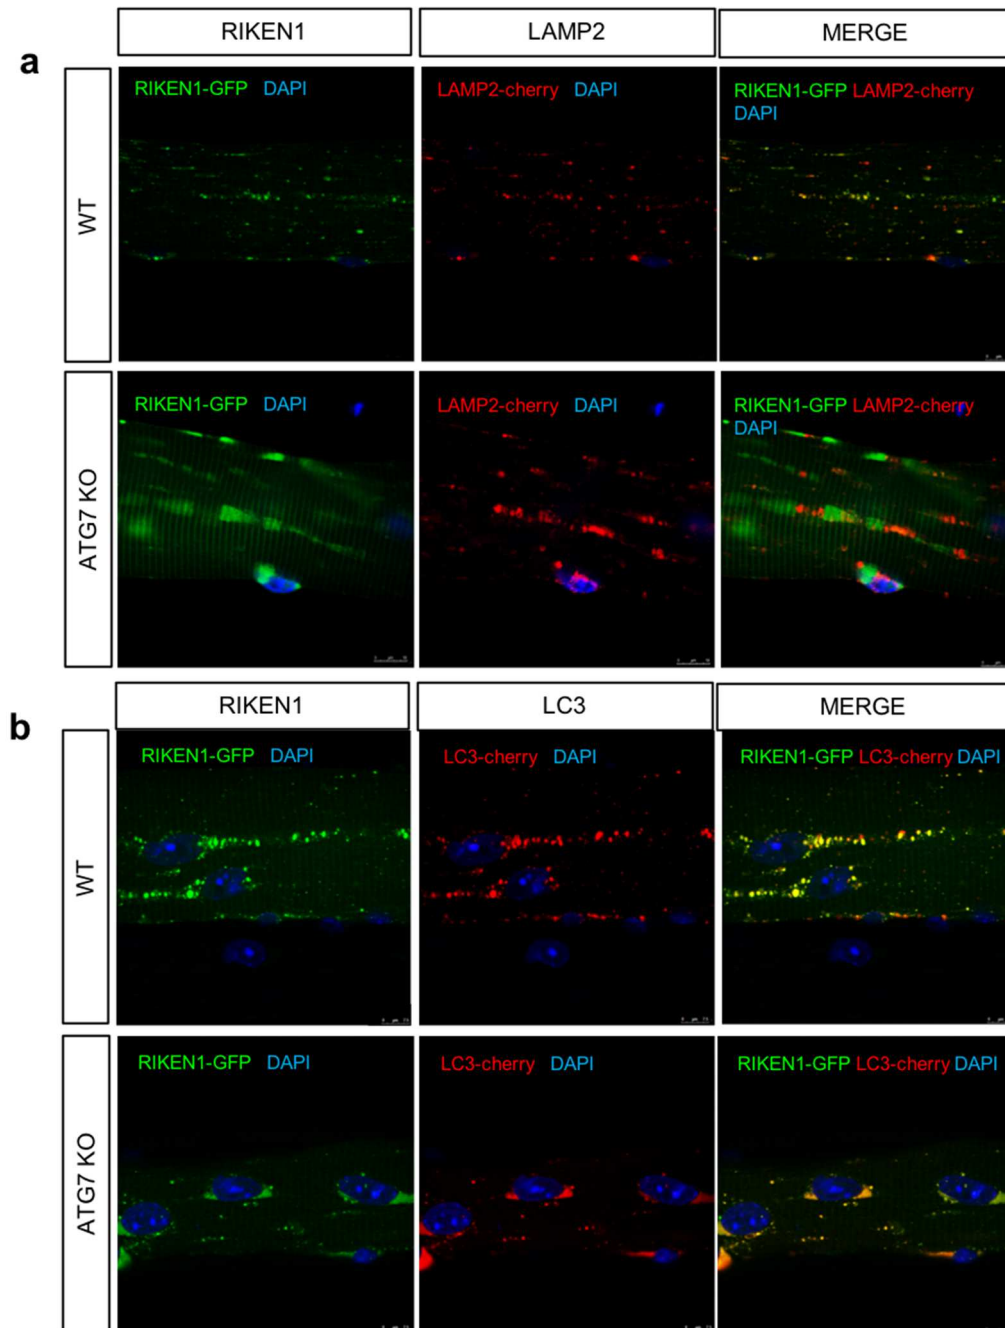 RIKEN1 LAMP2 MERGE
a
WT
RIKEN1-GFP DAPI
LAMP2-cherry DAPI
RIKEN1-GFP LAMP2-cherry
DAPI
ATG7 KO
RIKEN1-GFP DAPI
LAMP2-cherry DAPI
RIKEN1-GFP LAMP2-cherry
DAPI
RIKEN1 LC3 MERGE
b
WT
RIKEN1-GFP DAPI
LC3-cherry DAPI
RIKEN1-GFP LC3-cherry DAPI
ATG7 KO
RIKEN1-GFP DAPI
LC3-cherry DAPI
RIKEN1-GFP LC3-cherry DAPI